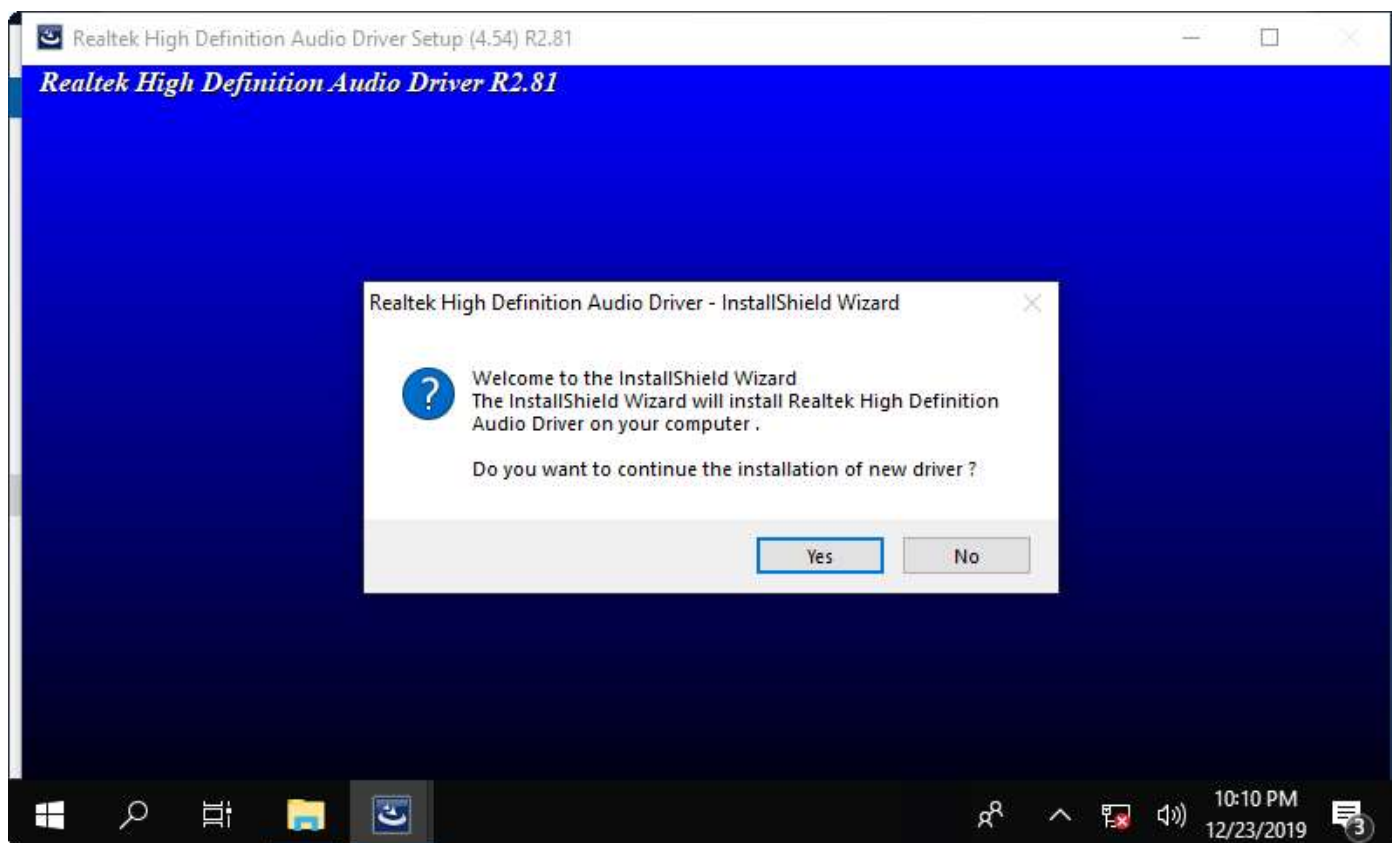 Realtek High Definition Audio Driver Setup (4.54) R2.81
Realtek High Definition Audio Driver R2.81
Realtek High Definition Audio Driver - InstallShield Wizard
Welcome to the InstallShield Wizard
The InstallShield Wizard will install Realtek High Definition
Audio Driver on your computer .
Do you want to continue the installation of new driver ?
Yes No
10:10 PM
12/23/2019
3